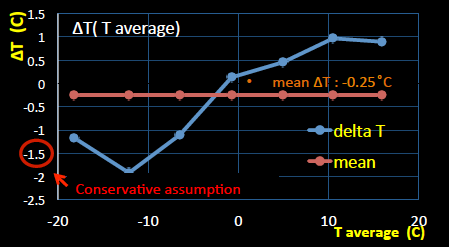 ΔT (C)
ΔT( T average)
1.5
1
0.5
0
-0.5
-1
-1.5
-2
-2.5
• mean ΔT : -0.25˚C
delta T
mean
Conservative assumption
-20
-10
0
10
20
T average (C)